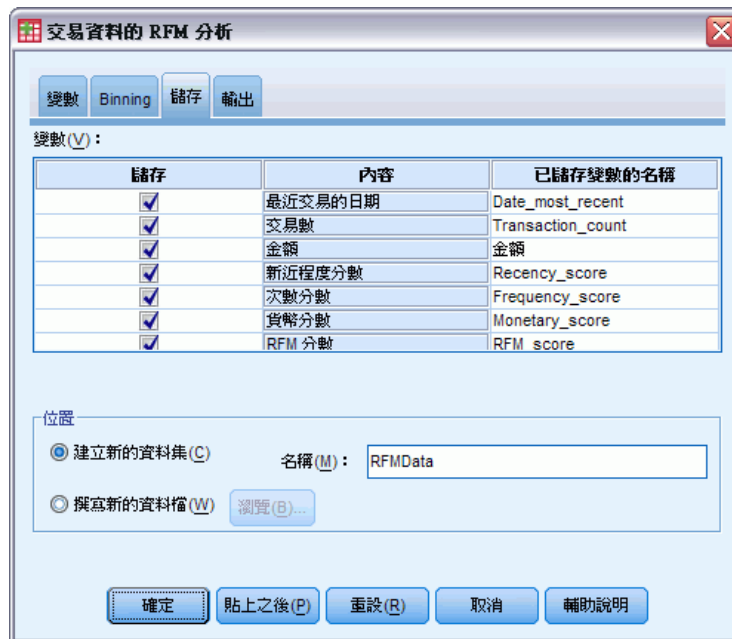 交易資料的 RFM 分析
變數 Binning 儲存 輸出
變數(V)：
儲存 內容 已儲存變數的名稱
最近交易的日期 Date_most_recent
交易數 Transaction_count
金額 金額
新近程度分數 Recency_score
次數分數 Frequency_score
貨幣分數 Monetary_score
RFM 分數 RFM_score
位置
建立新的資料集(C) 名稱(M)： RFMData
撰寫新的資料檔(W) 瀏覽(B)...
確定 貼上之後(P) 重設(R) 取消 輔助說明